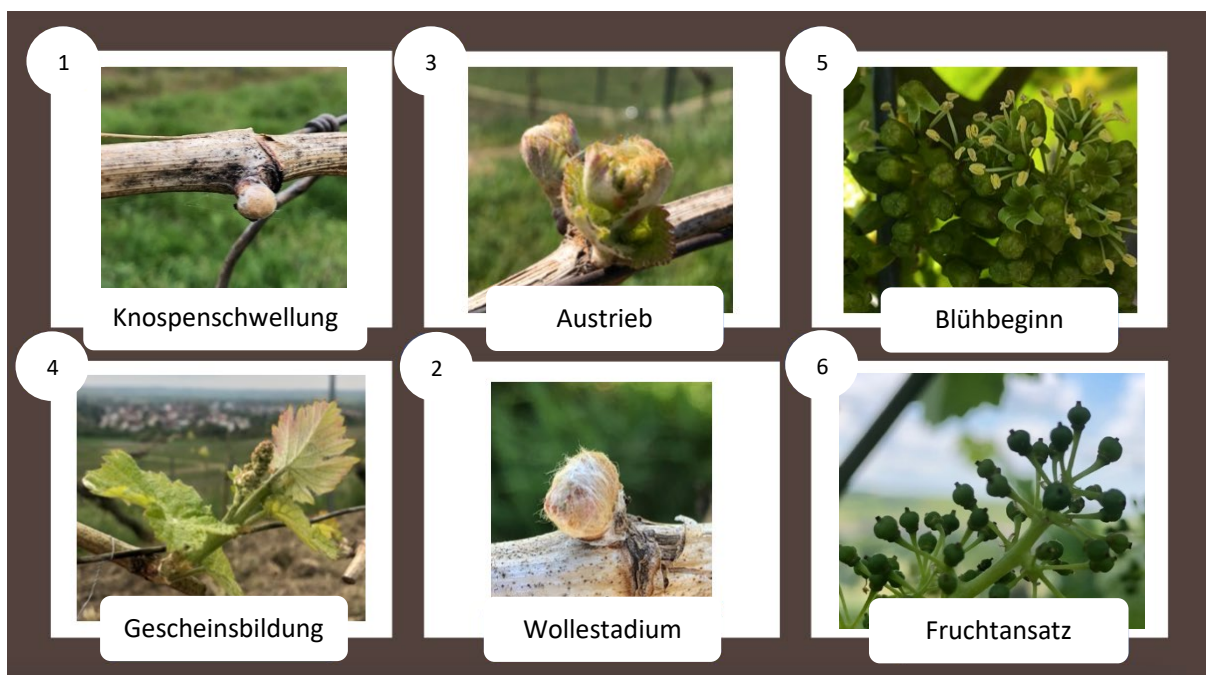 1
Knospenschwellung
3
Austrieb
5
Blühbeginn
4
Gescheinsbildung
2
Wollestadium
6
Fruchtansatz